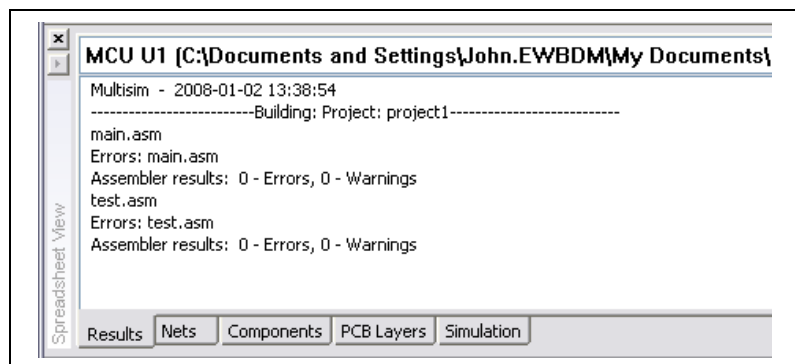 MCU U1 (C:\Documents and Settings\John.EWBDM\My Documents\
Multisim - 2008-01-02 13:38:54
--------------------------Building: Project: project1---------------------------
main.asm
Errors: main.asm
Assembler results: 0 - Errors, 0 - Warnings
test.asm
Errors: test.asm
Assembler results: 0 - Errors, 0 - Warnings
Spreadsheet View
Results Nets Components PCB Layers Simulation